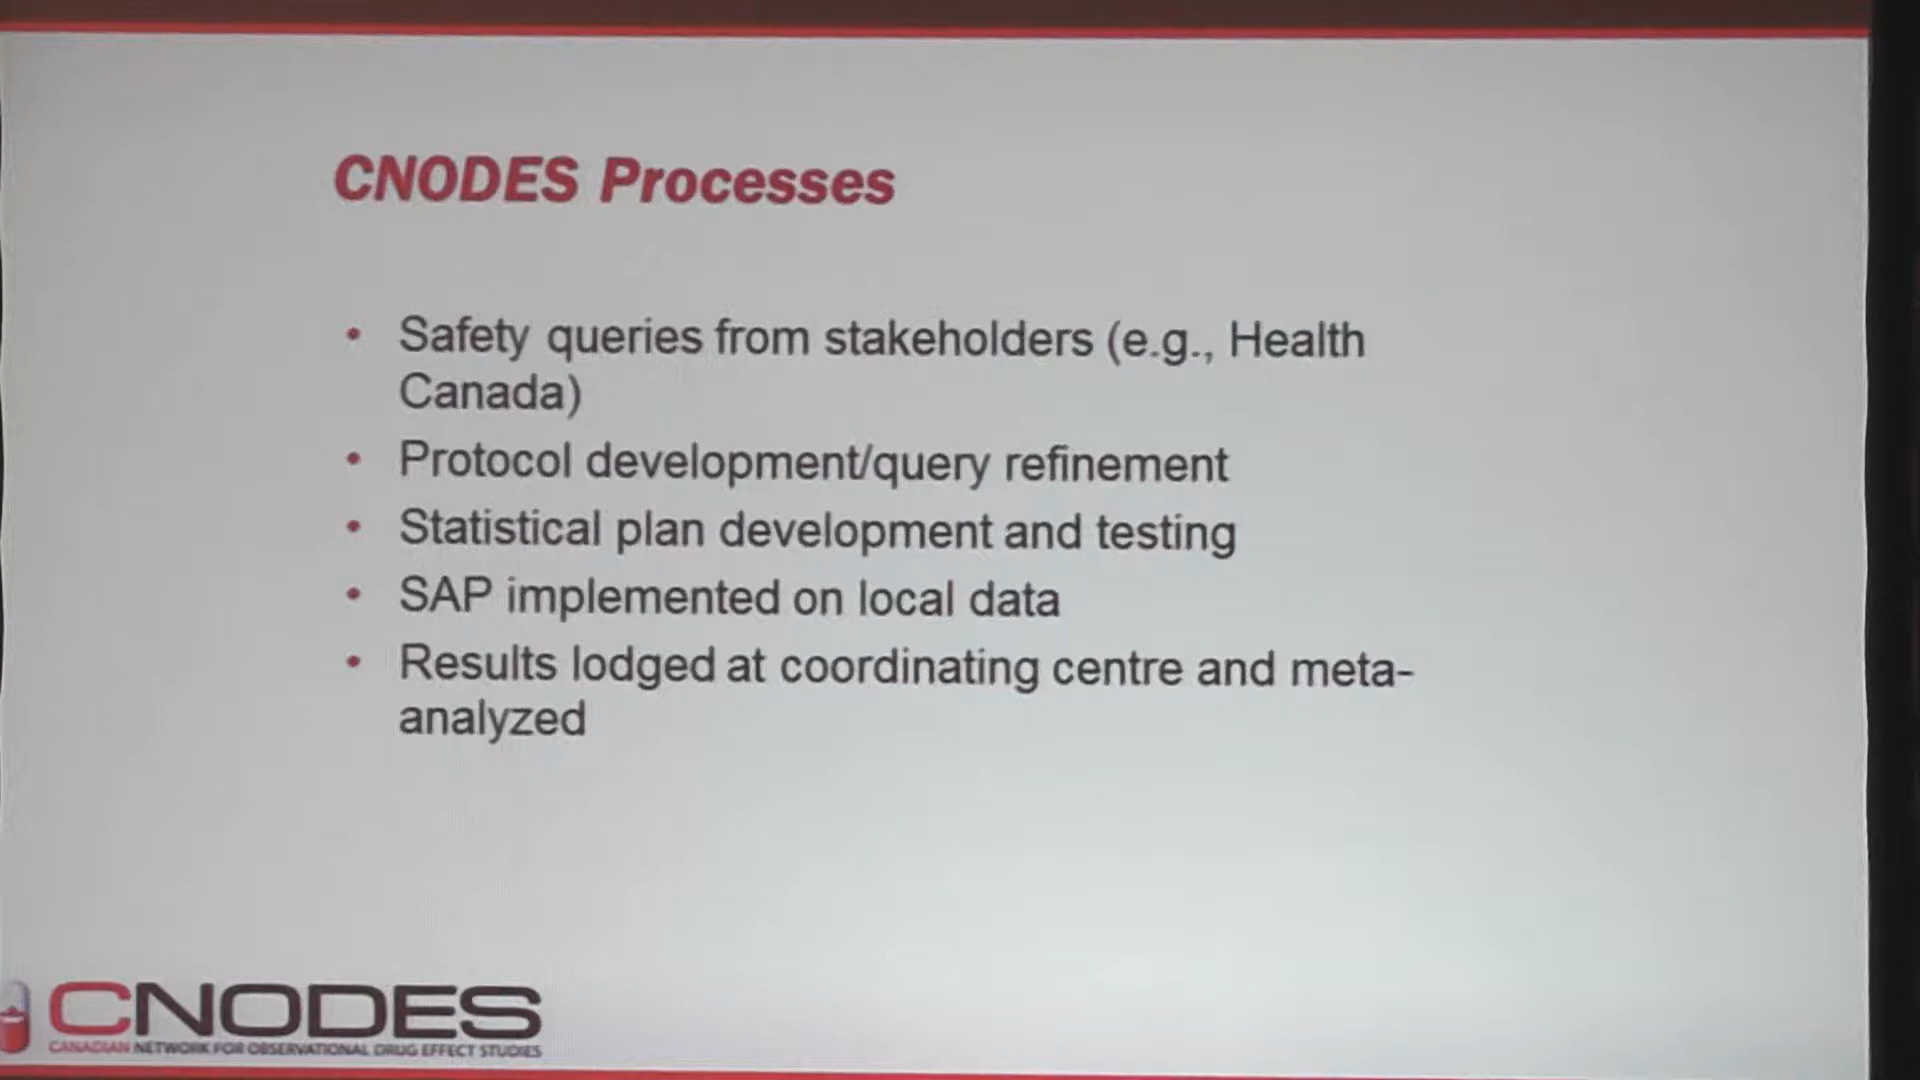 CNODES Processes
• Safety queries from stakeholders (e.g., Health
Canada)
• Protocol development/query refinement
• Statistical plan development and testing
• SAP implemented on local data
• Results lodged at coordinating centre and meta-
analyzed
CNODES
CANADIAN NETWORK FOR OBSERVATIONAL DRUG EFFECT STUDIES